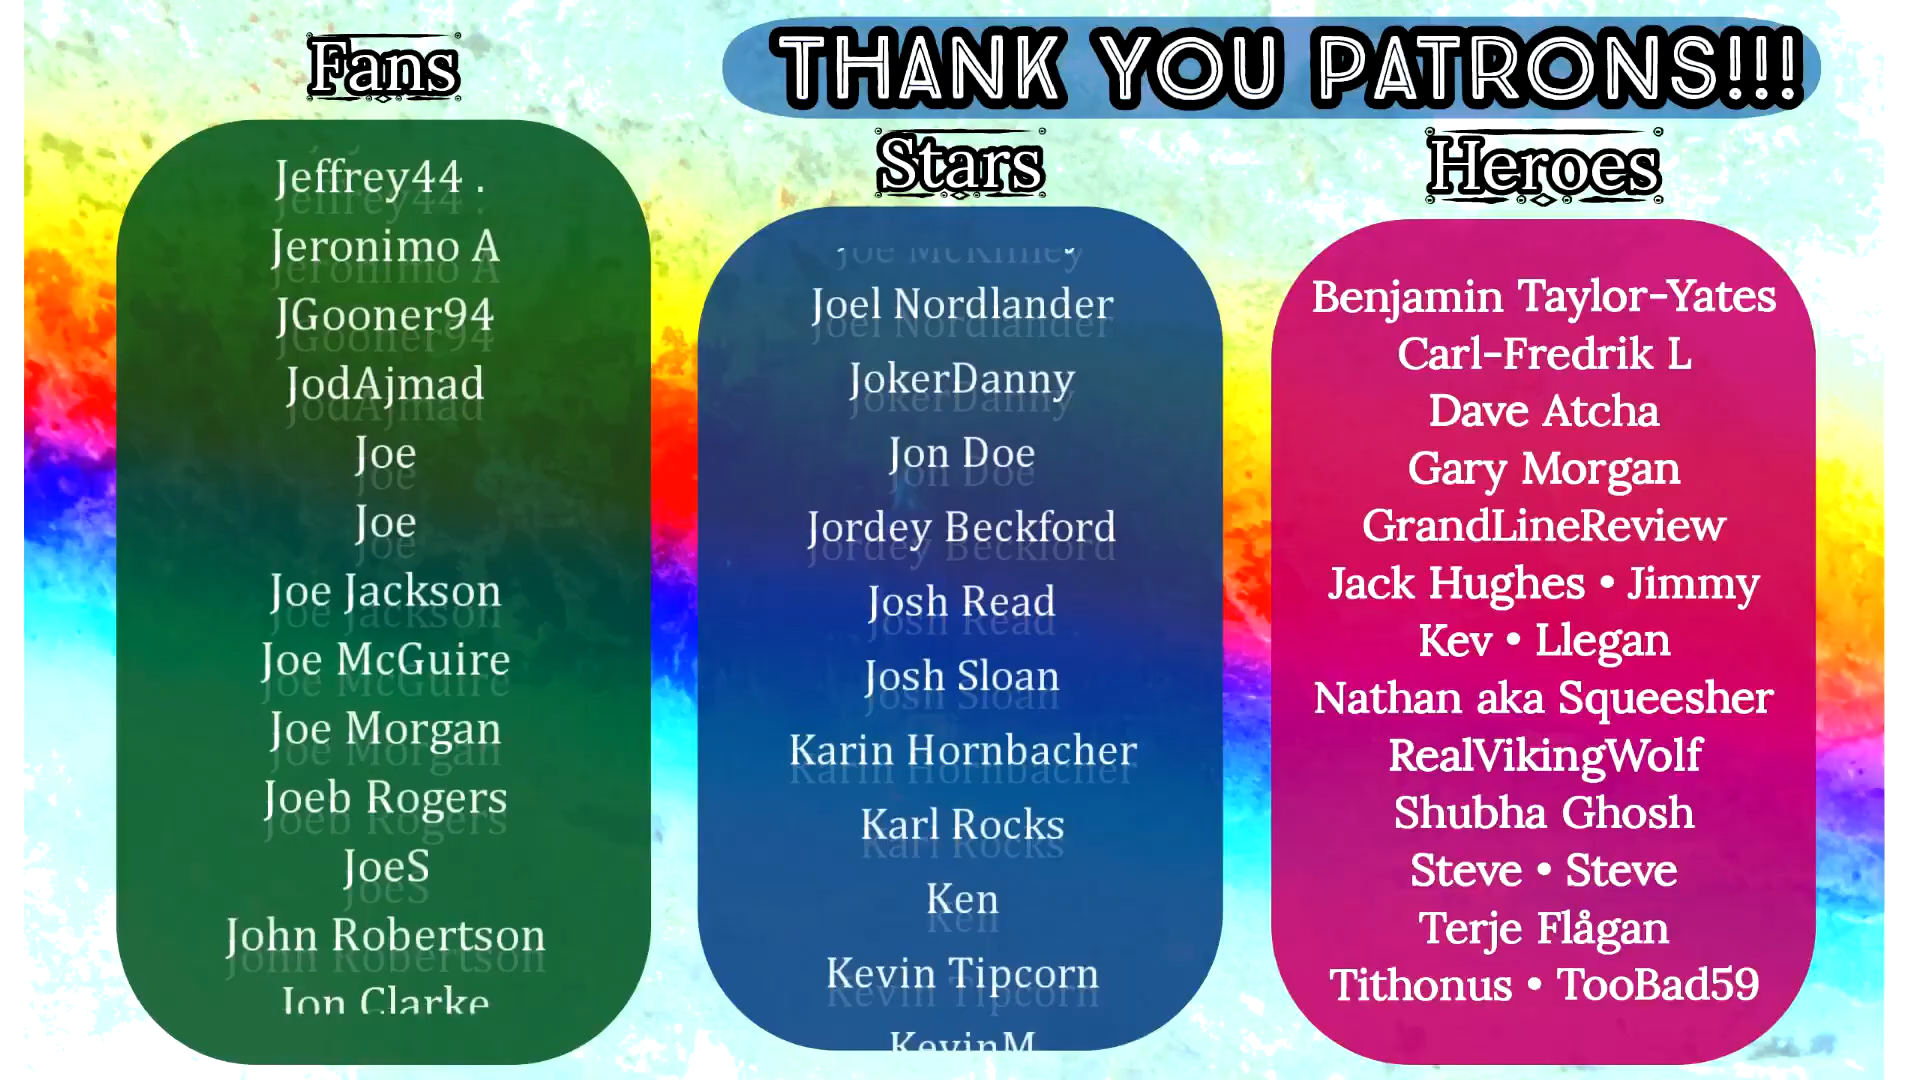 Fans
Jeffrey44 .
Jeronimo A
JGooner94
JodAjmad
Joe
Joe
Joe Jackson
Joe McGuire
Joe Morgan
Joeb Rogers
JoeS
John Robertson
Jon Clarke
THANK YOU PATRONS!!!
Stars
Joe McKinney
Joel Nordlander
JokerDanny
Jon Doe
Jordey Beckford
Josh Read
Josh Sloan
Karin Hornbacher
Karl Rocks
Ken
Kevin Tipcorn
KevinM
Heroes
Benjamin Taylor-Yates
Carl-Fredrik L
Dave Atcha
Gary Morgan
GrandLineReview
Jack Hughes • Jimmy
Kev • Llegan
Nathan aka Squeesher
RealVikingWolf
Shubha Ghosh
Steve • Steve
Terje Flågan
Tithonus • TooBad59